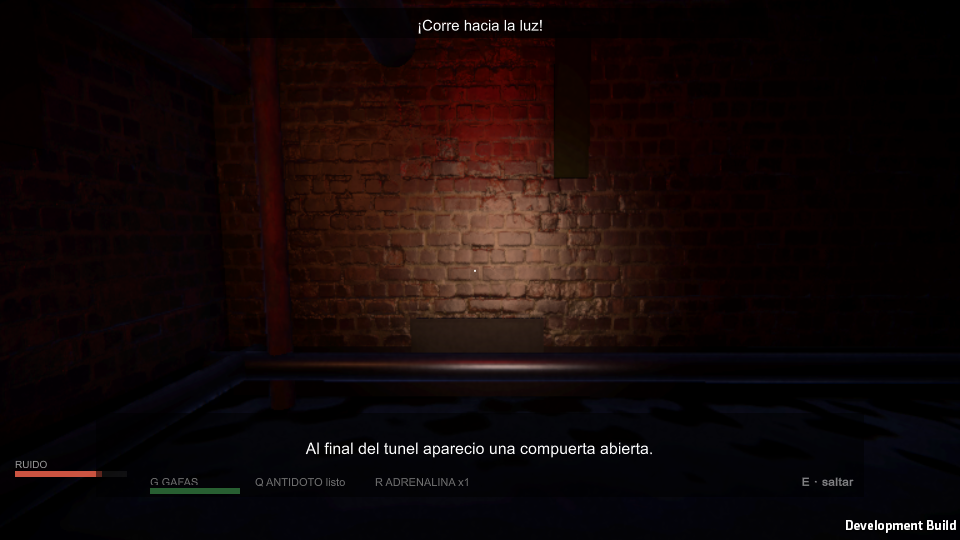 ¡Corre hacia la luz!
Al final del tunel aparecio una compuerta abierta.
RUIDO
G GAFAS
Q ANTIDOTO listo
R ADRENALINA x1
E · saltar
Development Build